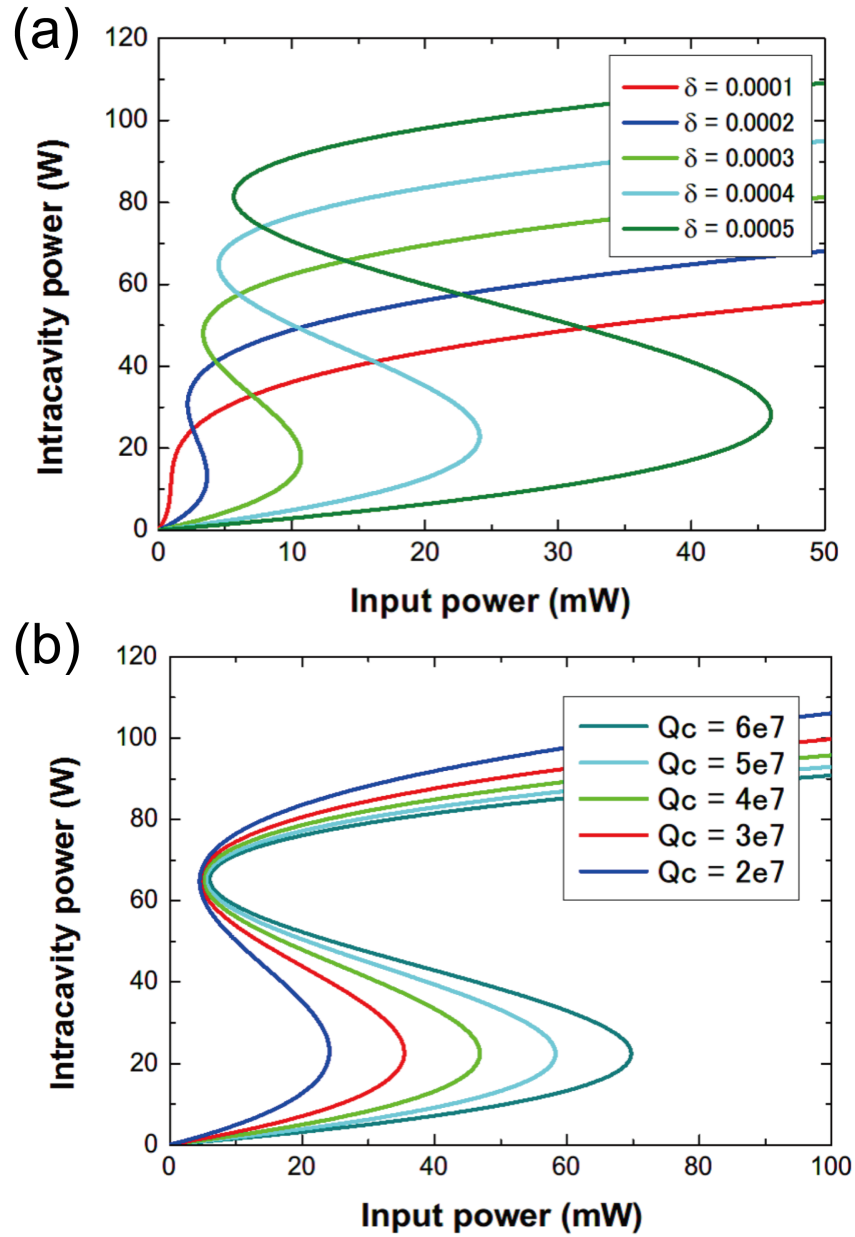 (a)
120
100
80
60
40
20
0
Intracavity power (W)
δ = 0.0001
δ = 0.0002
δ = 0.0003
δ = 0.0004
δ = 0.0005
0 10 20 30 40 50
Input power (mW)
(b)
120
100
80
60
40
20
0
Intracavity power (W)
Qc = 6e7
Qc = 5e7
Qc = 4e7
Qc = 3e7
Qc = 2e7
0 20 40 60 80 100
Input power (mW)